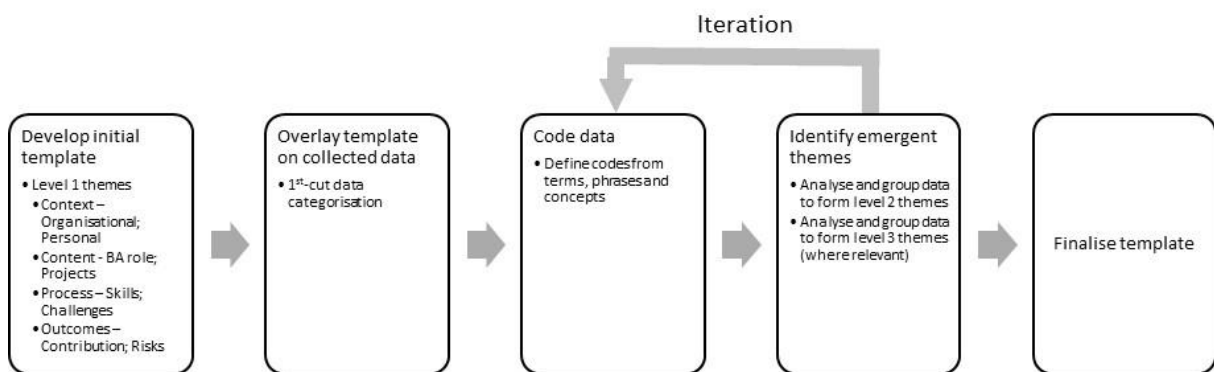 Iteration
Develop initial
template
• Level 1 themes
• Context –
Organisational;
Personal
• Content - BA role;
Projects
• Process – Skills;
Challenges
• Outcomes –
Contribution; Risks
Overlay template
on collected data
• 1st-cut data
categorisation
Code data
• Define codes from
terms, phrases and
concepts
Identify emergent
themes
• Analyse and group data
to form level 2 themes
• Analyse and group data
to form level 3 themes
(where relevant)
Finalise template